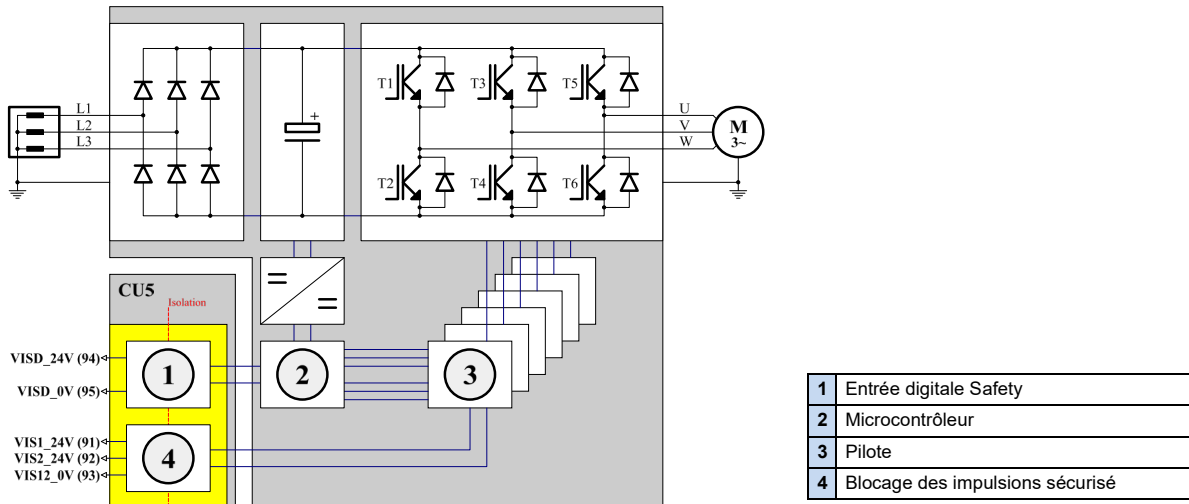 T1
T3
T5
L1
L2
L3
+
U
V
W
M
3~
T2
T4
T6
CU5
Isolation
VISD_24V (94)
VISD_0V (95)
1
2
3
VIS1_24V (91)
VIS2_24V (92)
VIS12_0V (93)
4
1 Entrée digitale Safety
2 Microcontrôleur
3 Pilote
4 Blocage des impulsions sécurisé